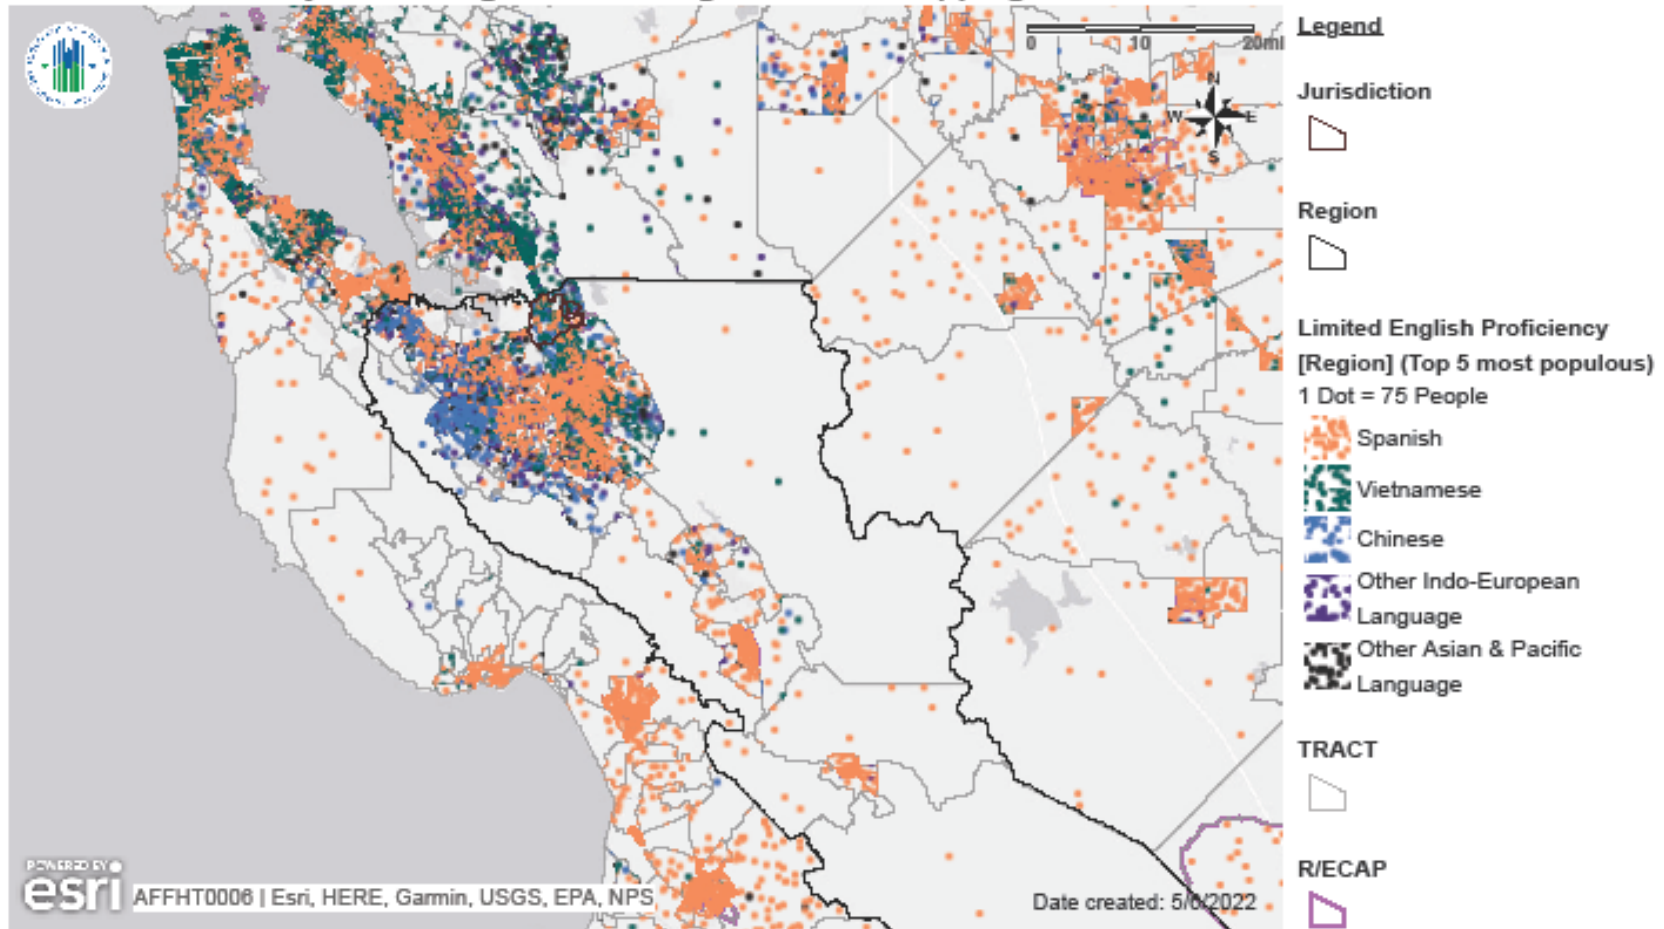 0 10 20mi
N
W E
S
POWERED BY
esri
AFFHT0006 | Esri, HERE, Garmin, USGS, EPA, NPS
Date created: 5/6/2022
Legend
Jurisdiction
Region
Limited English Proficiency
[Region] (Top 5 most populous)
1 Dot = 75 People
Spanish
Vietnamese
Chinese
Other Indo-European
Language
Other Asian & Pacific
Language
TRACT
R/ECAP